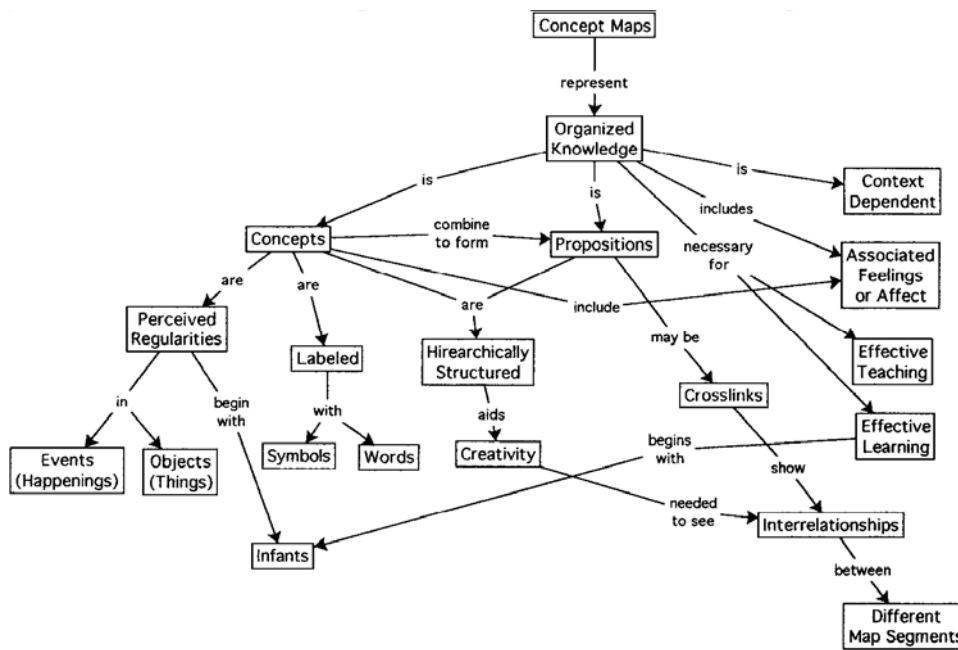 Concept Maps
represent
Organized
Knowledge
is
is
is
Context
Dependent
includes
combine
to form
necessary
for
Concepts
Propositions
Associated
Feelings
or Affect
are
are
are
include
Perceived
Regularities
Labeled
Hirearchically
Structured
may be
Effective
Teaching
Crosslinks
in
begin
with
with
aids
begins
with
Effective
Learning
Events
(Happenings)
Objects
(Things)
Symbols
Words
Creativity
show
needed
to see
Interrelationships
Infants
between
Different
Map Segments